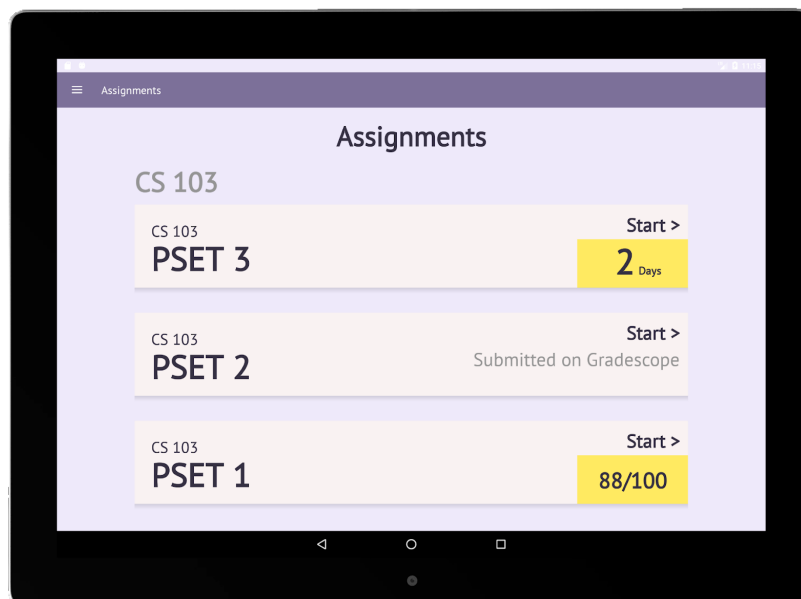 Assignments
Assignments
CS 103
CS 103
PSET 3
Start >
2 Days
CS 103
PSET 2
Start >
Submitted on Gradescope
CS 103
PSET 1
Start >
88/100